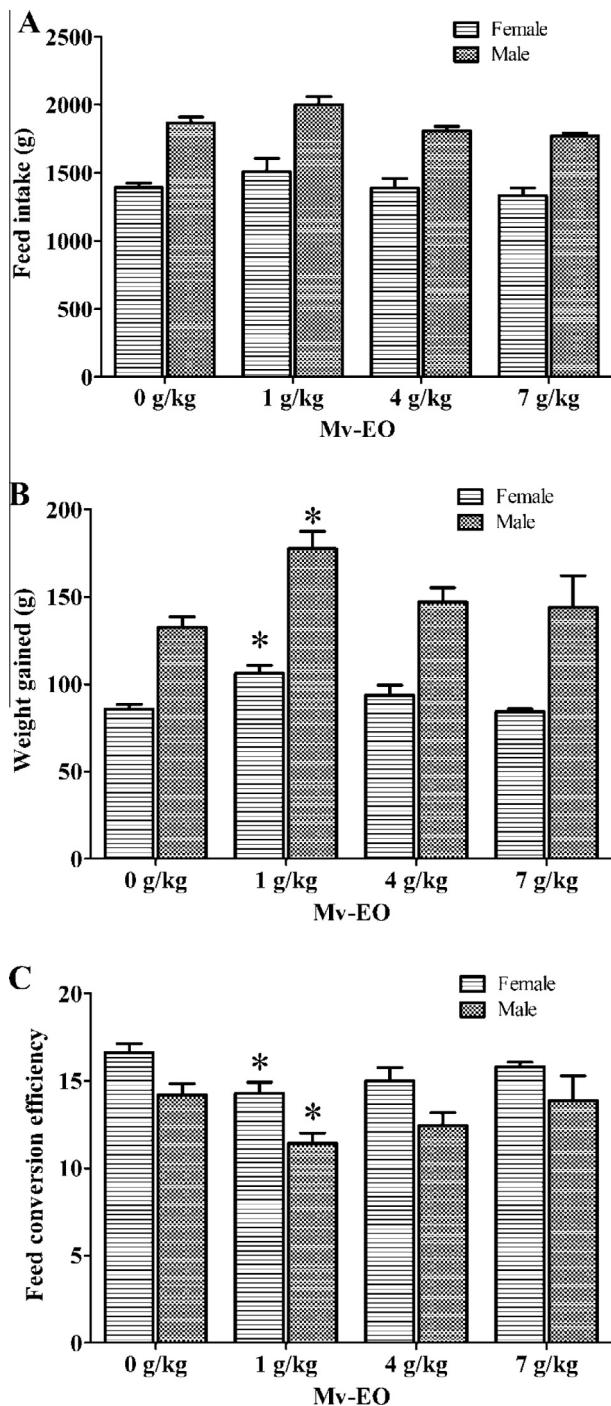 A
Female
Male
Feed intake (g)
2500
2000
1500
1000
500
0
0 g/kg 1 g/kg 4 g/kg 7 g/kg
Mv-EO
B
Female
Male
Weight gained (g)
200
150
100
50
0
* *
0 g/kg 1 g/kg 4 g/kg 7 g/kg
Mv-EO
C
Female
Male
Feed conversion efficiency
20
15
10
5
0
* *
0 g/kg 1 g/kg 4 g/kg 7 g/kg
Mv-EO